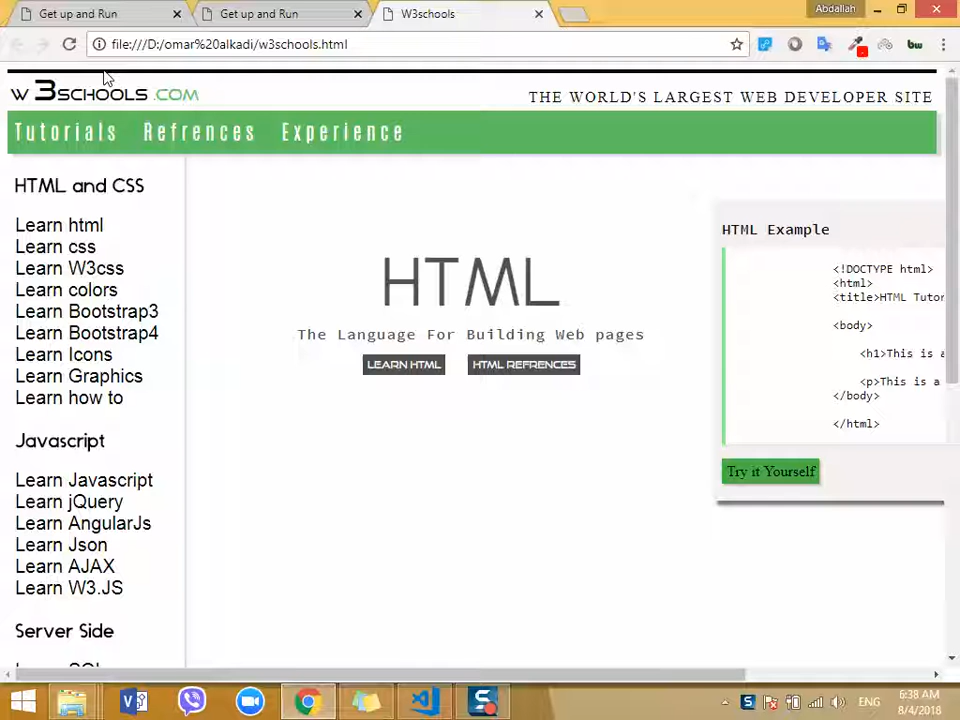 Get up and Run
Get up and Run
W3schools
Abdallah
file:///D:/omar%20alkadi/w3schools.html
bw
W 3SCHOOLS .COM
THE WORLD'S LARGEST WEB DEVELOPER SITE
Tutorials Refrences Experience
HTML and CSS
Learn html
Learn css
Learn W3css
Learn colors
Learn Bootstrap3
Learn Bootstrap4
Learn Icons
Learn Graphics
Learn how to
Javascript
Learn Javascript
Learn jQuery
Learn AngularJs
Learn Json
Learn AJAX
Learn W3.JS
Server Side
HTML
The Language For Building Web pages
LEARN HTML HTML REFRENCES
HTML Example
<!DOCTYPE html>
<html>
<title>HTML Tutor
<body>
<h1>This is a
<p>This is a
</body>
</html>
Try it Yourself
ENG
6:38 AM
8/4/2018